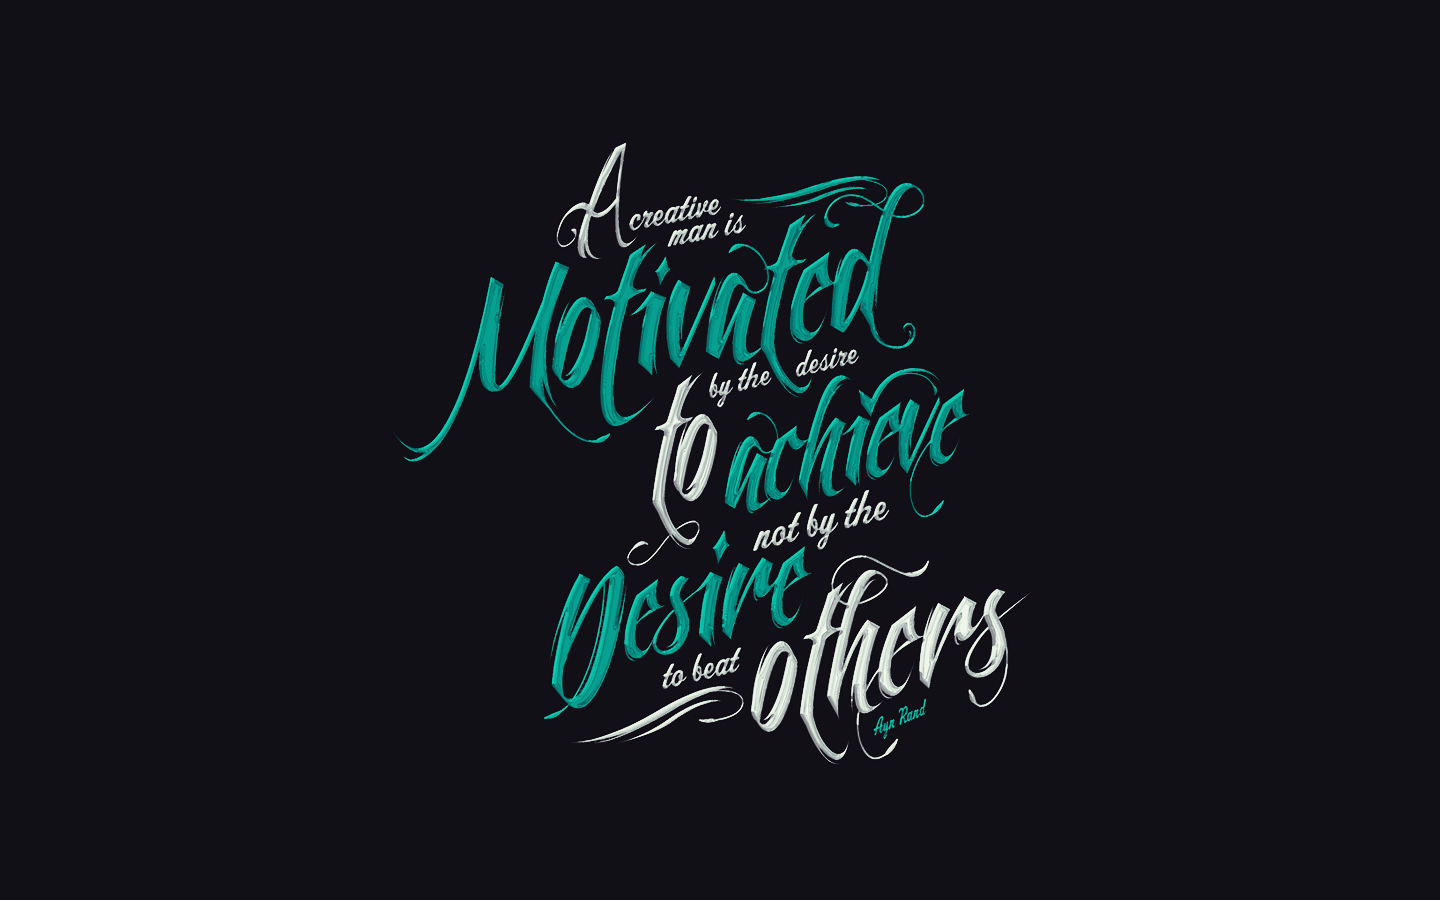 A creative
man is
Motivated
by the desire
to achieve
not by the
Desire
to beat
others
Ayn Rand